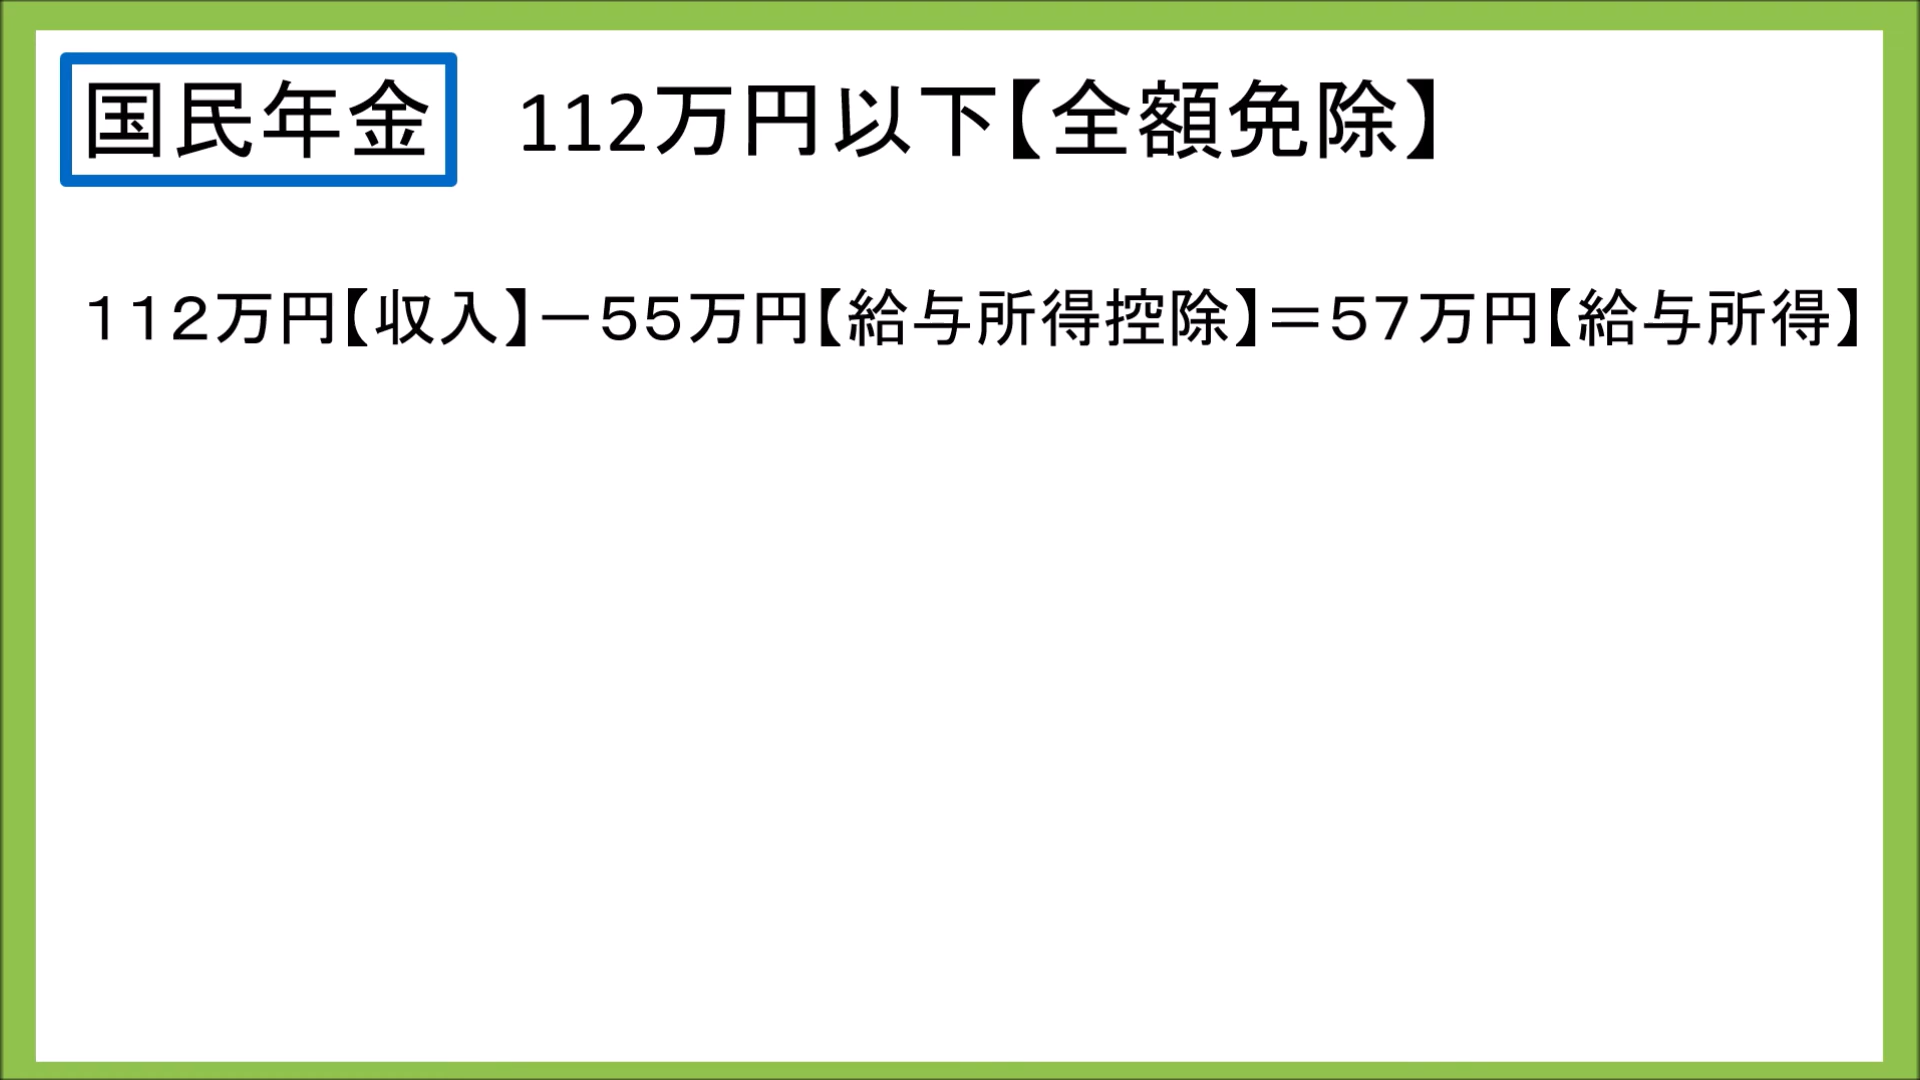 国民年金 112万円以下【全額免除】
１１２万円【収入】－５５万円【給与所得控除】＝５７万円【給与所得】